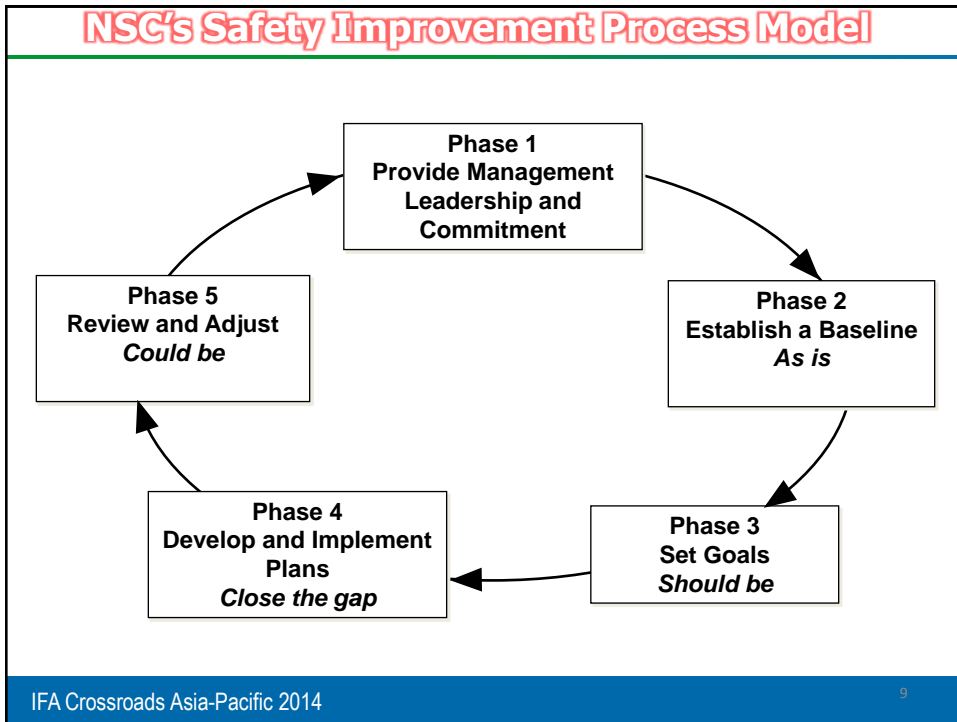 NSC's Safety Improvement Process Model
Phase 1
Provide Management
Leadership and
Commitment
Phase 2
Establish a Baseline
As is
Phase 3
Set Goals
Should be
Phase 4
Develop and Implement
Plans
Close the gap
Phase 5
Review and Adjust
Could be
IFA Crossroads Asia-Pacific 2014
9